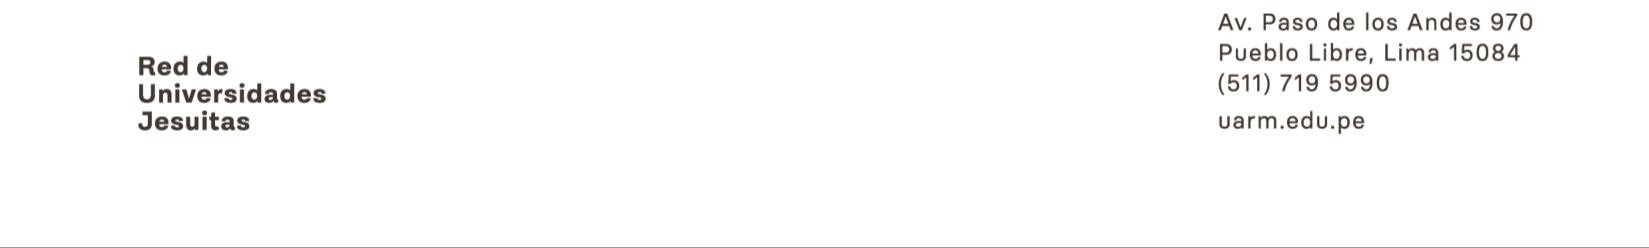 Red de
Universidades
Jesuitas
Av. Paso de los Andes 970
Pueblo Libre, Lima 15084
(511) 719 5990
uarm.edu.pe